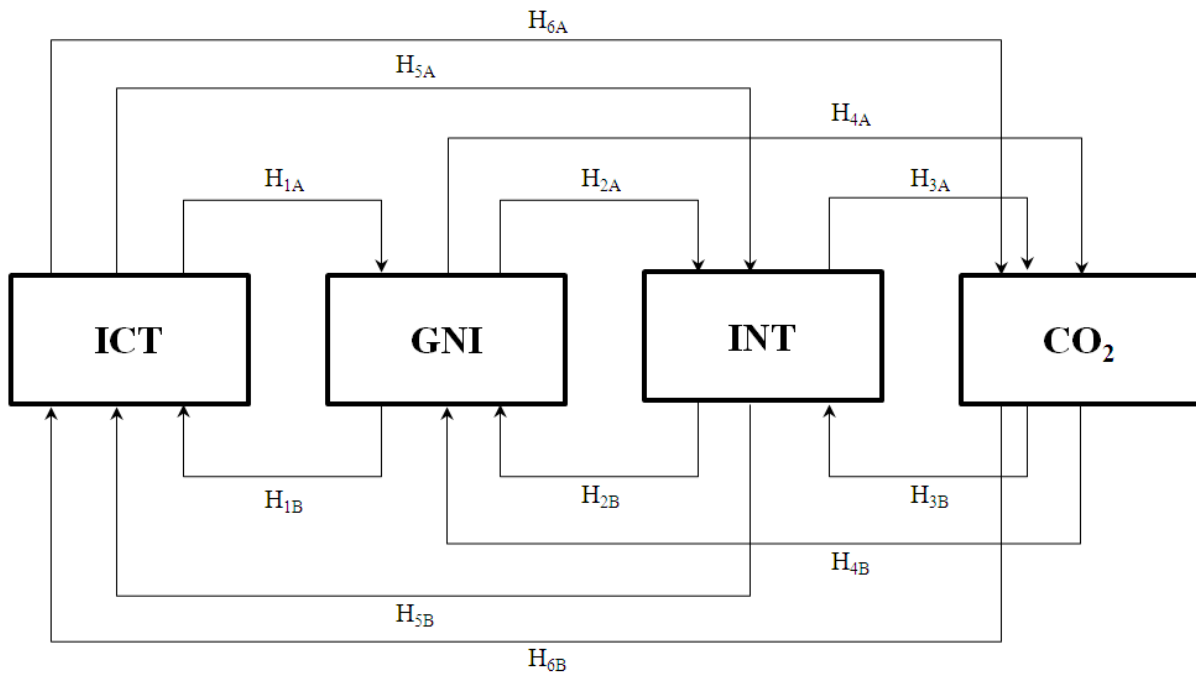 H6A
H5A
H4A
H1A
H2A
H3A
ICT
GNI
INT
CO2
H1B
H2B
H3B
H4B
H5B
H6B